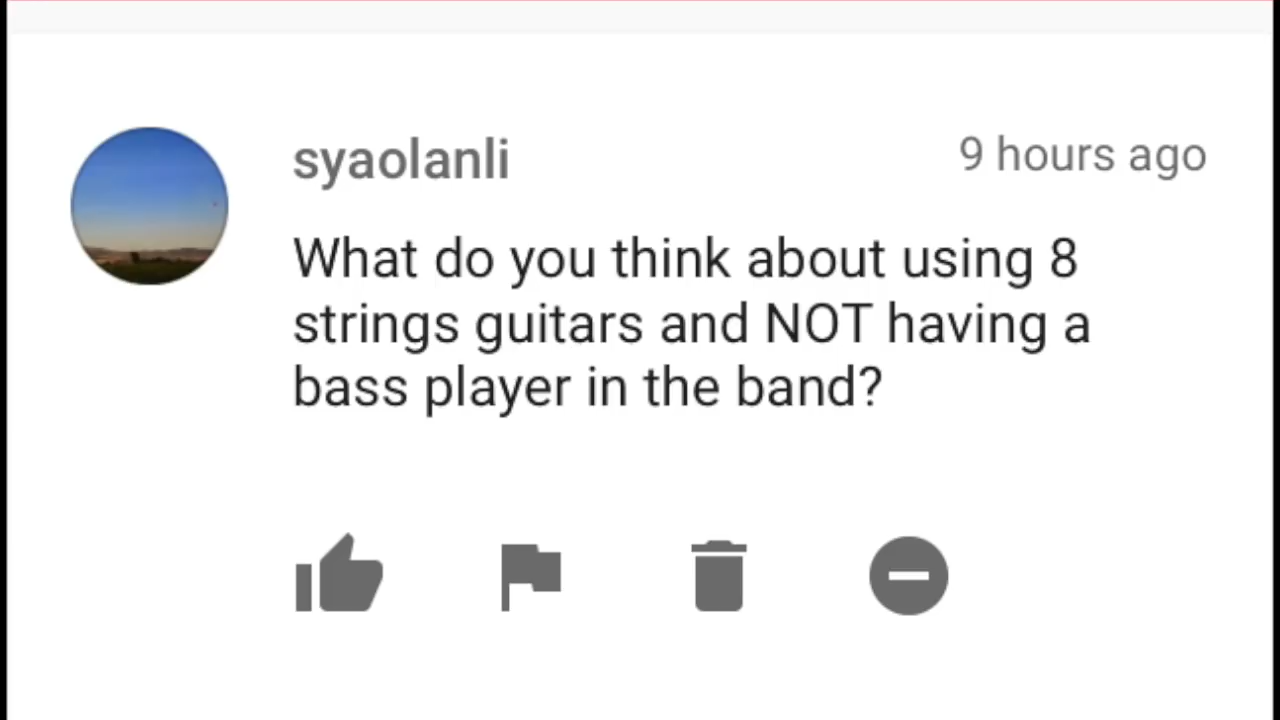 syaolanli
9 hours ago
What do you think about using 8
strings guitars and NOT having a
bass player in the band?